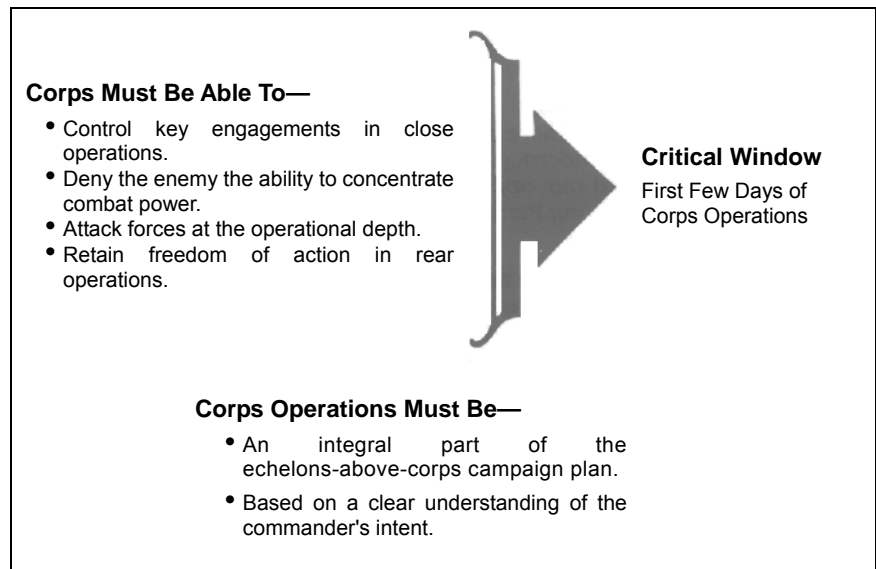 Corps Must Be Able To—
• Control key engagements in close
operations.
• Deny the enemy the ability to concentrate
combat power.
• Attack forces at the operational depth.
• Retain freedom of action in rear
operations.
Critical Window
First Few Days of
Corps Operations
Corps Operations Must Be—
• An integral part of the
echelons-above-corps campaign plan.
• Based on a clear understanding of the
commander's intent.